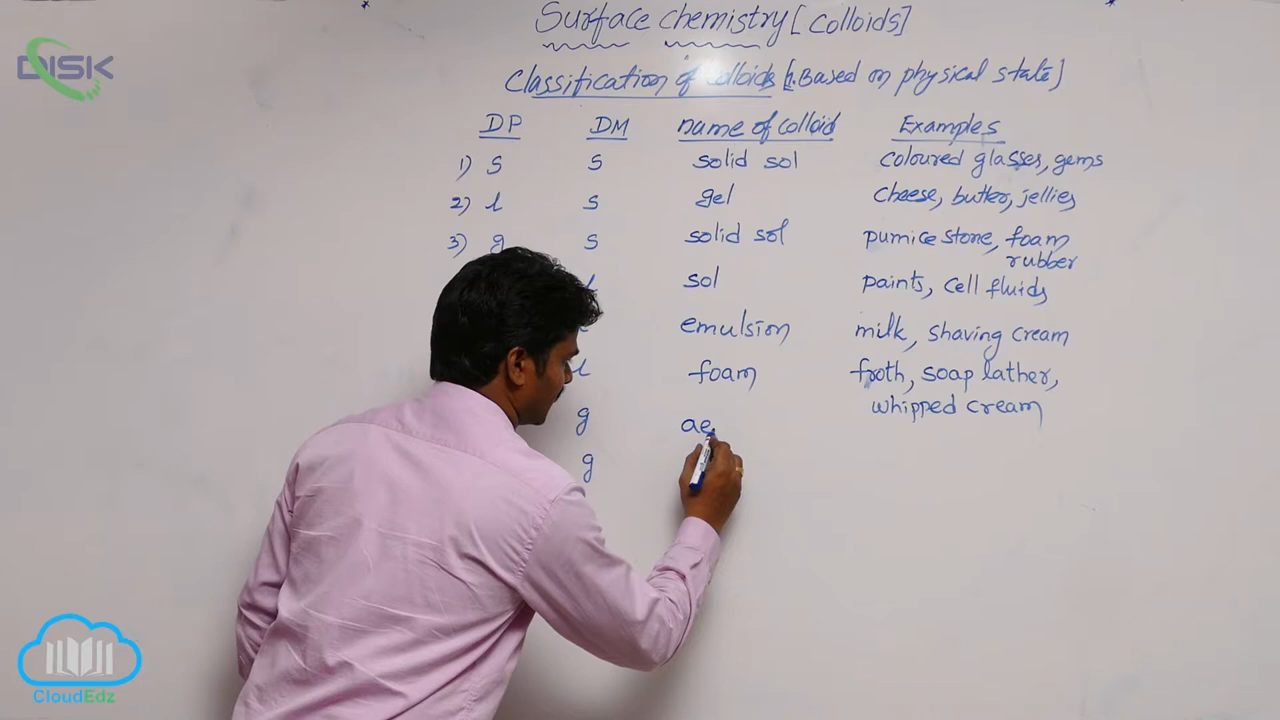 Surface chemistry [colloids]
DISK
Classification of colloids [1. Based on physical state]
DP DM name of colloid Examples
1) s s solid sol coloured glasses, gems
2) l s gel cheese, butter, jellies
3) g s solid sol pumice stone, foam
rubber
l sol paints, cell fluids
l emulsion milk, shaving cream
l foam froth, soap lather,
whipped cream
g ae
g
CloudEdz